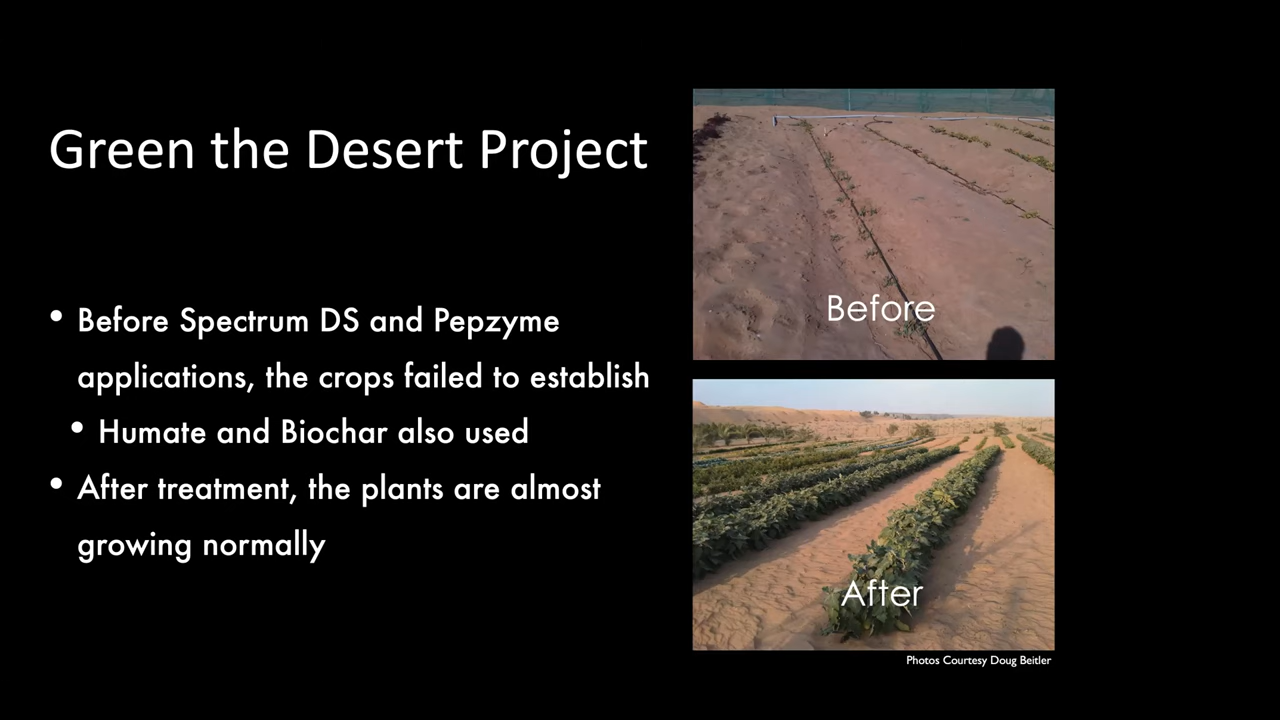 Green the Desert Project
• Before Spectrum DS and Pepzyme
applications, the crops failed to establish
• Humate and Biochar also used
• After treatment, the plants are almost
growing normally
Before
After
Photos Courtesy Doug Beitler